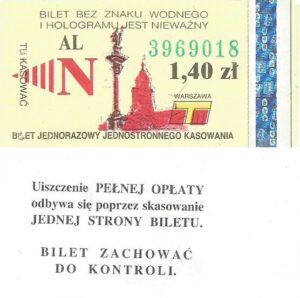 BILET BEZ ZNAKU WODNEGO
I HOLOGRAMU JEST NIEWAŻNY
TU KASOWAĆ
AL
3969018
N
1,40 zł
WARSZAWA
BILET JEDNORAZOWY JEDNOSTRONNEGO KASOWANIA
Uiszczenie PEŁNEJ OPŁATY
odbywa się poprzez skasowanie
JEDNEJ STRONY BILETU.
BILET ZACHOWAĆ
DO KONTROLI.